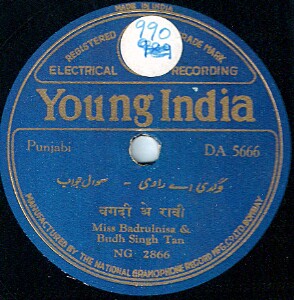 MADE IN INDIA
990
REGISTERED TRADE MARK
ELECTRICAL RECORDING
Young India
Punjabi DA 5666
وگدی اے راوی - سوال جواب
वगदी अे रावी
Miss Badrulnisa &
Budh Singh Tan
NG 2866
MANUFACTURED BY THE NATIONAL GRAMOPHONE RECORD MFG. CO. LTD. BOMBAY